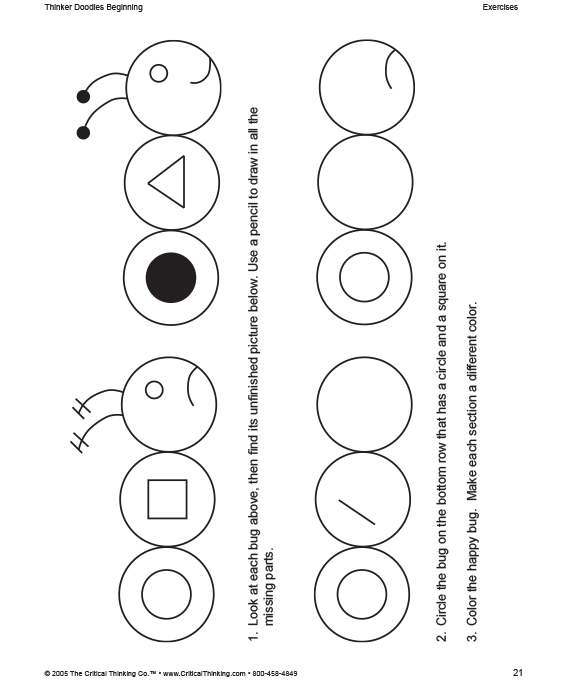 Thinker Doodles Beginning
Exercises
1. Look at each bug above, then find its unfinished picture below. Use a pencil to draw in all the
missing parts.
2. Circle the bug on the bottom row that has a circle and a square on it.
3. Color the happy bug. Make each section a different color.
© 2005 The Critical Thinking Co.™ • www.CriticalThinking.com • 800-458-4849
21